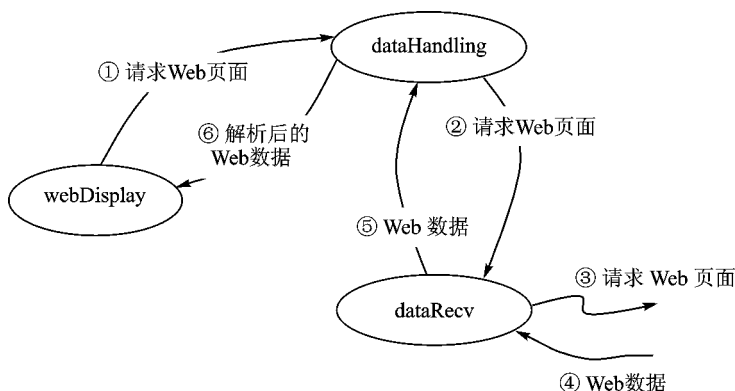 dataHandling
① 请求Web页面
② 请求Web页面
⑥ 解析后的
Web数据
webDisplay
⑤ Web 数据
③ 请求 Web 页面
dataRecv
④ Web数据